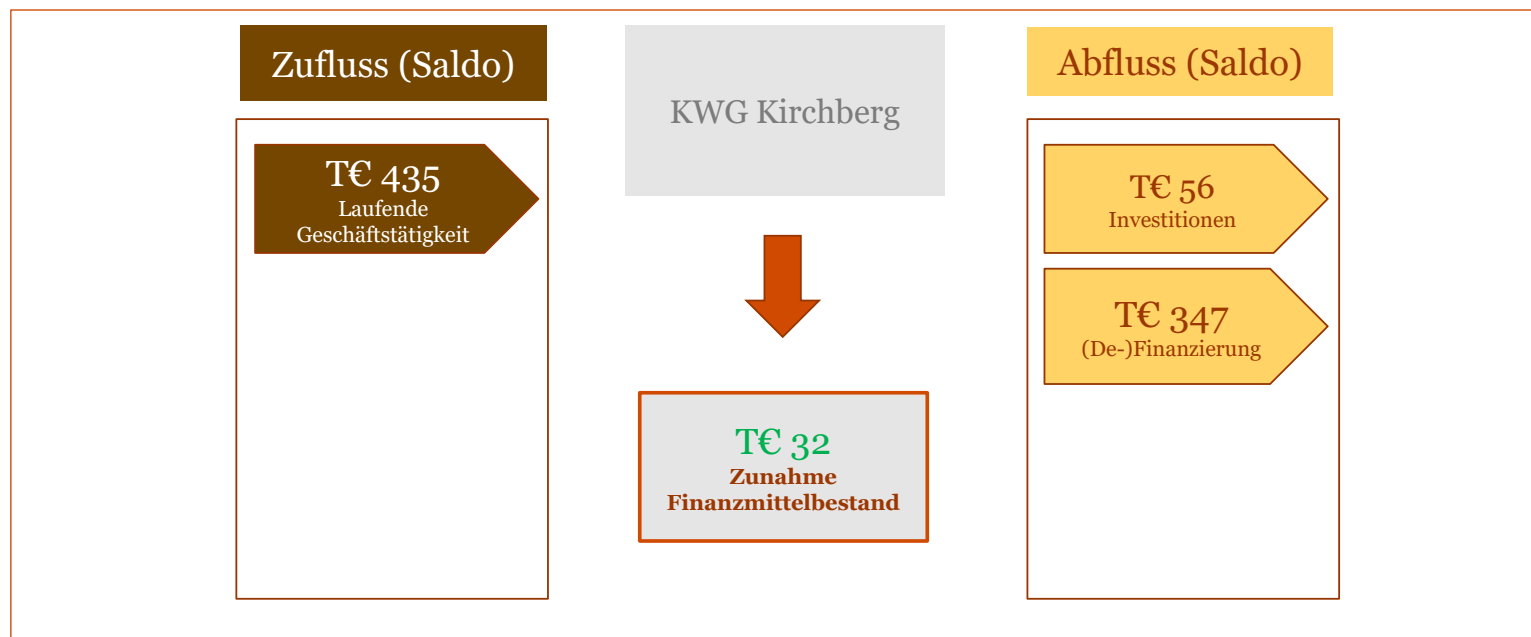 Zufluss (Saldo)
T€ 435
Laufende
Geschäftstätigkeit
KWG Kirchberg
T€ 32
Zunahme
Finanzmittelbestand
Abfluss (Saldo)
T€ 56
Investitionen
T€ 347
(De-)Finanzierung